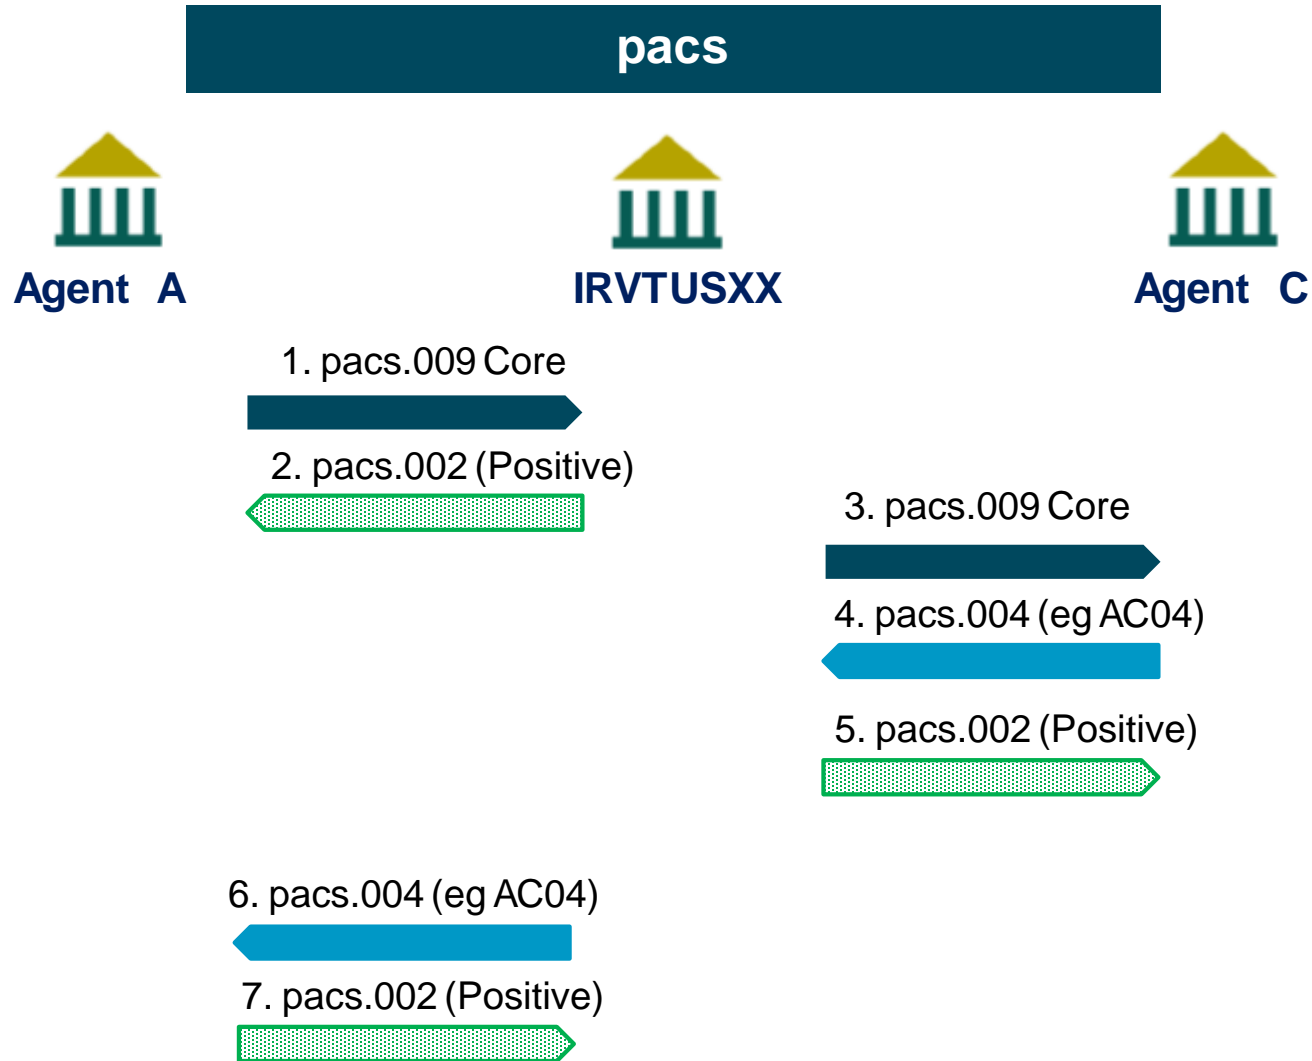 pacs
Agent A
IRVTUSXX
Agent C
1. pacs.009 Core
2. pacs.002 (Positive)
3. pacs.009 Core
4. pacs.004 (eg AC04)
5. pacs.002 (Positive)
6. pacs.004 (eg AC04)
7. pacs.002 (Positive)